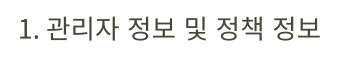 1. 관리자 정보 및 정책 정보